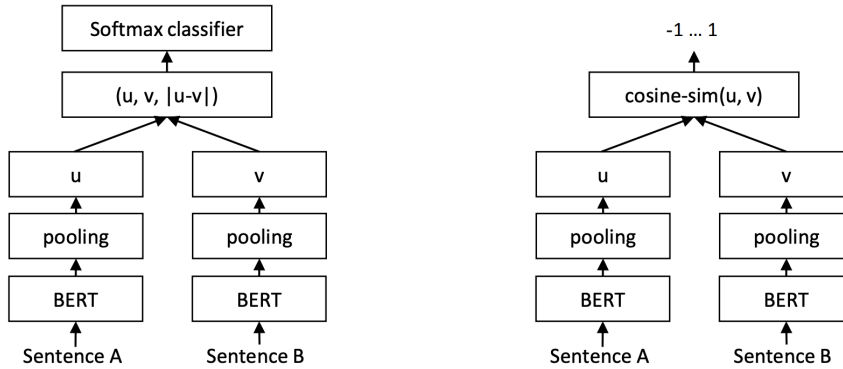 Softmax classifier
(u, v, |u-v|)
u
v
pooling
pooling
BERT
BERT
Sentence A
Sentence B
-1 … 1
cosine-sim(u, v)
u
v
pooling
pooling
BERT
BERT
Sentence A
Sentence B